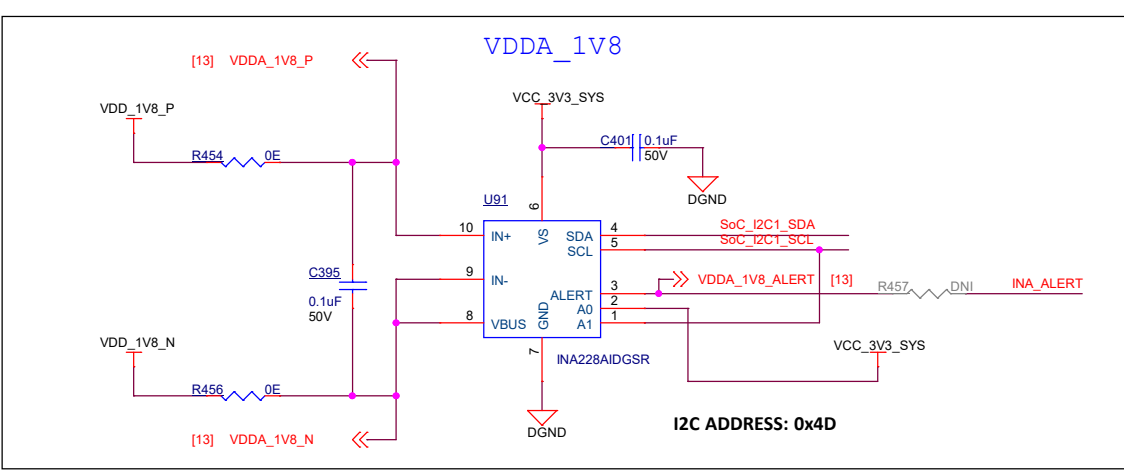 VDDA_1V8
[13] VDDA_1V8_P
VCC_3V3_SYS
VDD_1V8_P
C401 0.1uF
50V
R454 0E
DGND
U91
6
10 IN+ VS SDA 4 SoC_I2C1_SDA
SCL 5 SoC_I2C1_SCL
C395
0.1uF
50V
9 IN-
ALERT 3 VDDA_1V8_ALERT [13]
R457 DNI INA_ALERT
A0 2
8 VBUS GND A1 1
7
INA228AIDGSR
VCC_3V3_SYS
VDD_1V8_N
R456 0E
DGND
I2C ADDRESS: 0x4D
[13] VDDA_1V8_N